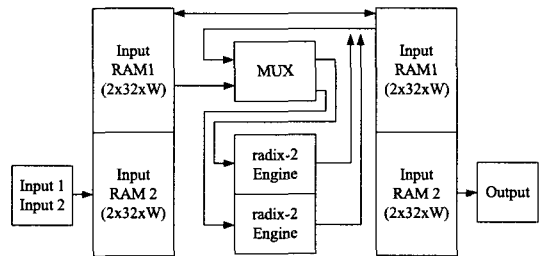 Input 1
Input 2
Input
RAM1
(2x32xW)
Input
RAM 2
(2x32xW)
MUX
radix-2
Engine
radix-2
Engine
Input
RAM1
(2x32xW)
Input
RAM 2
(2x32xW)
Output